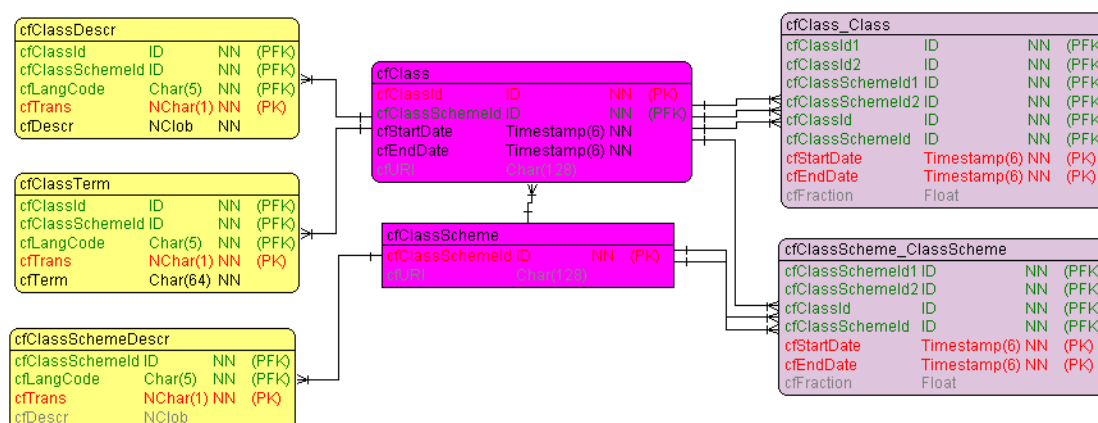 cfClassDescr
cfClassId ID NN (PFK)
cfClassSchemeId ID NN (PFK)
cfLangCode Char(5) NN (PFK)
cfTrans NChar(1) NN (PK)
cfDescr NClob NN
cfClassTerm
cfClassId ID NN (PFK)
cfClassSchemeId ID NN (PFK)
cfLangCode Char(5) NN (PFK)
cfTrans NChar(1) NN (PK)
cfTerm Char(64) NN
cfClassSchemeDescr
cfClassSchemeId ID NN (PFK)
cfLangCode Char(5) NN (PFK)
cfTrans NChar(1) NN (PK)
cfDescr NClob
cfClass
cfClassId ID NN (PK)
cfClassSchemeId ID NN (PFK)
cfStartDate Timestamp(6) NN
cfEndDate Timestamp(6) NN
cfURI Char(128)
cfClassScheme
cfClassSchemeId ID NN (PK)
cfURI Char(128)
cfClass_Class
cfClassId1 ID NN (PFK
cfClassId2 ID NN (PFK
cfClassSchemeId1 ID NN (PFK
cfClassSchemeId2 ID NN (PFK
cfClassId ID NN (PFK
cfClassSchemeId ID NN (PFK
cfStartDate Timestamp(6) NN (PK)
cfEndDate Timestamp(6) NN (PK)
cfFraction Float
cfClassScheme_ClassScheme
cfClassSchemeId1 ID NN (PFK
cfClassSchemeId2 ID NN (PFK
cfClassId ID NN (PFK
cfClassSchemeId ID NN (PFK
cfStartDate Timestamp(6) NN (PK)
cfEndDate Timestamp(6) NN (PK)
cfFraction Float